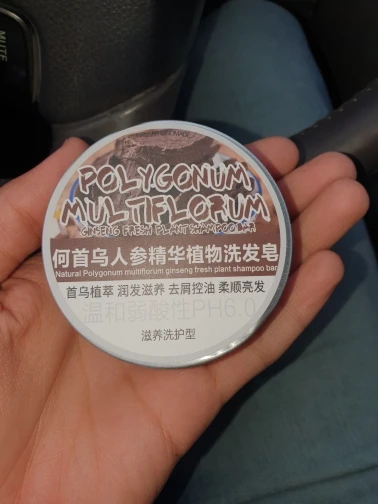 MUTE
POLYGONUM
MULTIFLORUM
GINSENG FRESH PLANT SHAMPOO BAR
何首乌人参精华植物洗发皂
Natural Polygonum multiflorum ginseng fresh plant shampoo bar
首乌植萃 润发滋养 去屑控油 柔顺亮发
温和弱酸性PH6.0
滋养洗护型